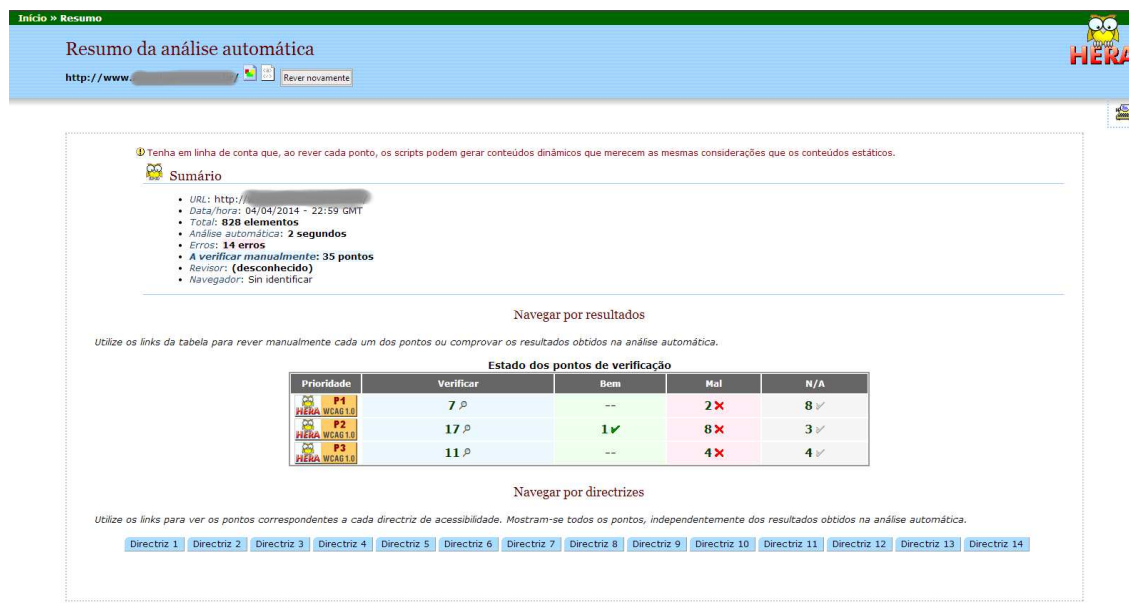 Início » Resumo
Resumo da análise automática
HERA
http://www. / Rever novamente
Tenha em linha de conta que, ao rever cada ponto, os scripts podem gerar conteúdos dinâmicos que merecem as mesmas considerações que os conteúdos estáticos.
Sumário
• URL: http://
• Data/hora: 04/04/2014 - 22:59 GMT
• Total: 828 elementos
• Análise automática: 2 segundos
• Erros: 14 erros
• A verificar manualmente: 35 pontos
• Revisor: (desconhecido)
• Navegador: Sin identificar
Navegar por resultados
Utilize os links da tabela para rever manualmente cada um dos pontos ou comprovar os resultados obtidos na análise automática.
Estado dos pontos de verificação
Prioridade Verificar Bem Mal N/A
HERA P1 WCAG 1.0 7 -- 2 8
HERA P2 WCAG 1.0 17 1 8 3
HERA P3 WCAG 1.0 11 -- 4 4
Navegar por directrizes
Utilize os links para ver os pontos correspondentes a cada directriz de acessibilidade. Mostram-se todos os pontos, independentemente dos resultados obtidos na análise automática.
Directriz 1 Directriz 2 Directriz 3 Directriz 4 Directriz 5 Directriz 6 Directriz 7 Directriz 8 Directriz 9 Directriz 10 Directriz 11 Directriz 12 Directriz 13 Directriz 14